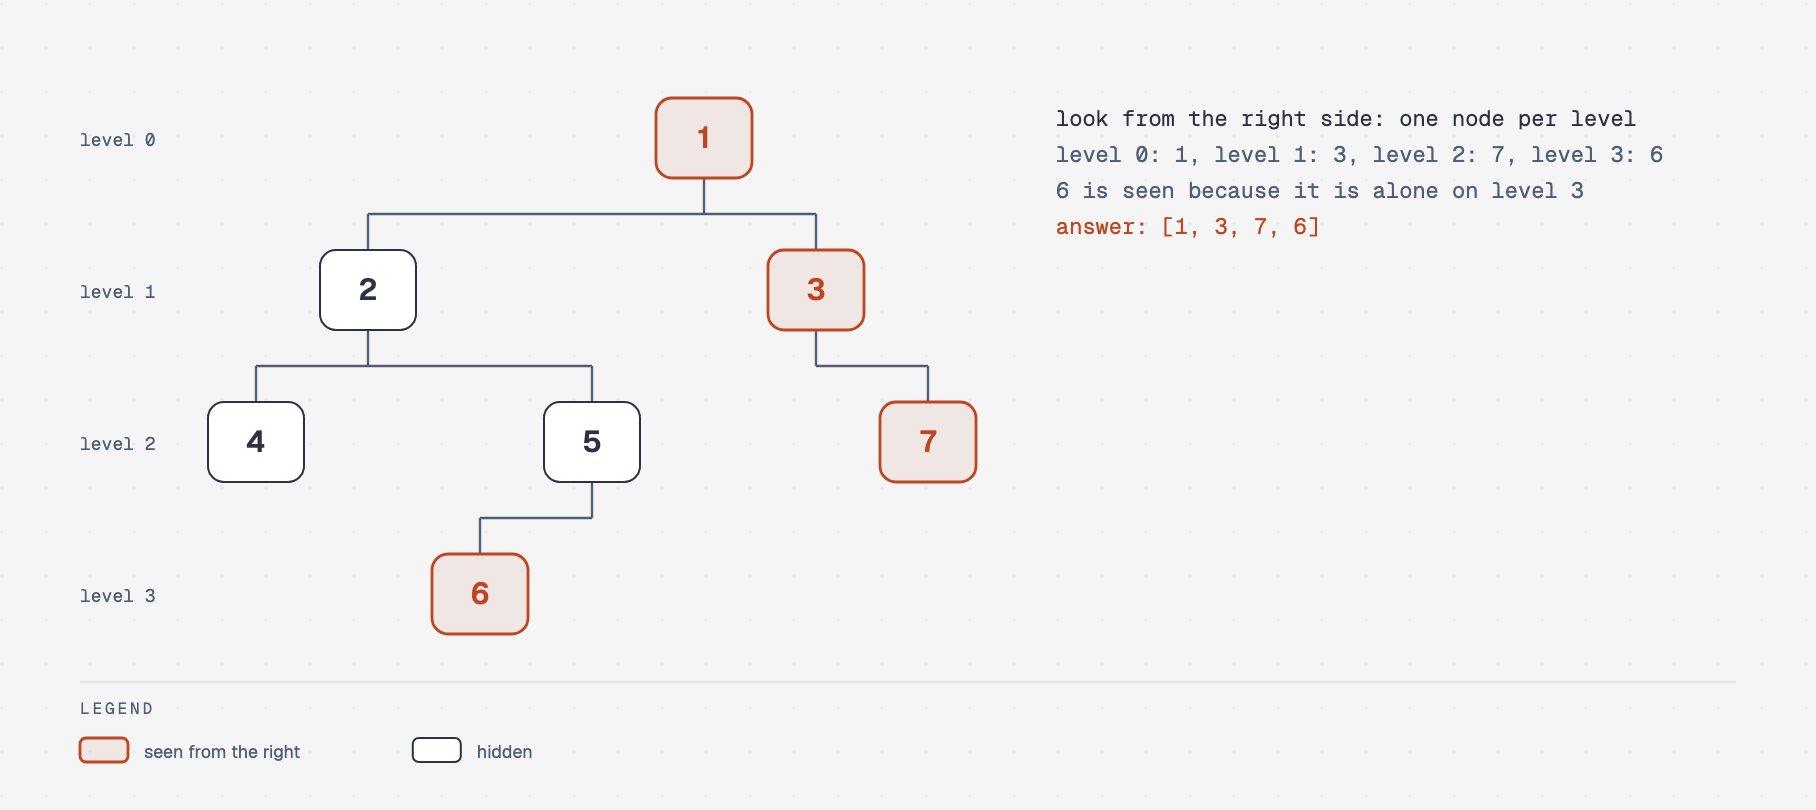 look from the right side: one node per level
level 0: 1, level 1: 3, level 2: 7, level 3: 6
6 is seen because it is alone on level 3
answer: [1, 3, 7, 6]
level 0
1
level 1
2
3
level 2
4
5
7
level 3
6
LEGEND
seen from the right
hidden